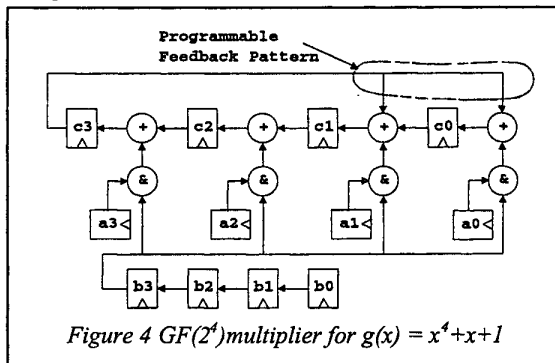 Programmable
Feedback Pattern
c3 + c2 + c1 + c0 +
& & & &
a3 a2 a1 a0
b3 b2 b1 b0
Figure 4 GF(2⁴)multiplier for g(x) = x⁴+x+1